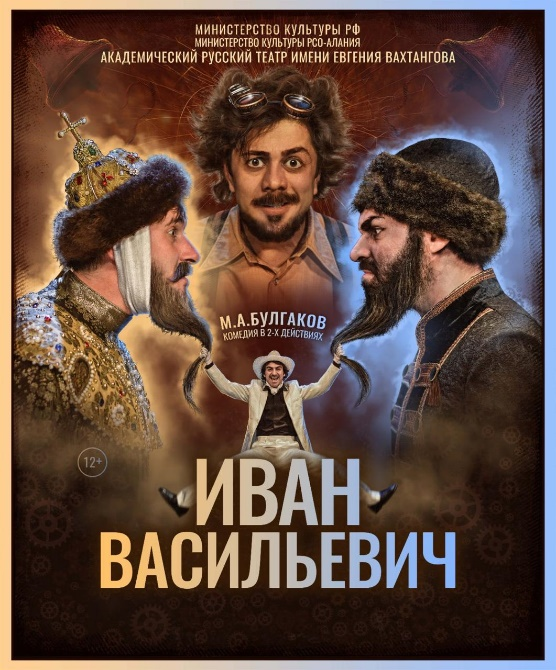 МИНИСТЕРСТВО КУЛЬТУРЫ РФ
МИНИСТЕРСТВО КУЛЬТУРЫ РСО-АЛАНИЯ
АКАДЕМИЧЕСКИЙ РУССКИЙ ТЕАТР ИМЕНИ ЕВГЕНИЯ ВАХТАНГОВА
М.А.БУЛГАКОВ
КОМЕДИЯ В 2-Х ДЕЙСТВИЯХ
12+
ИВАН
ВАСИЛЬЕВИЧ